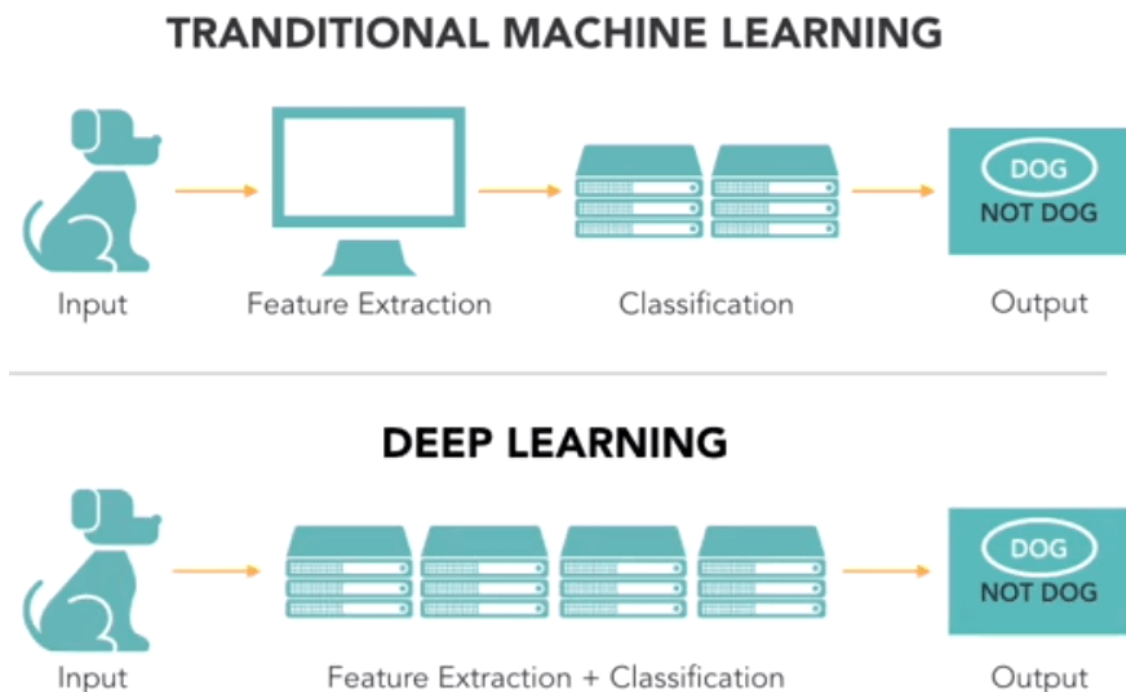 TRANDITIONAL MACHINE LEARNING
DOG
NOT DOG
Input
Feature Extraction
Classification
Output
DEEP LEARNING
DOG
NOT DOG
Input
Feature Extraction + Classification
Output